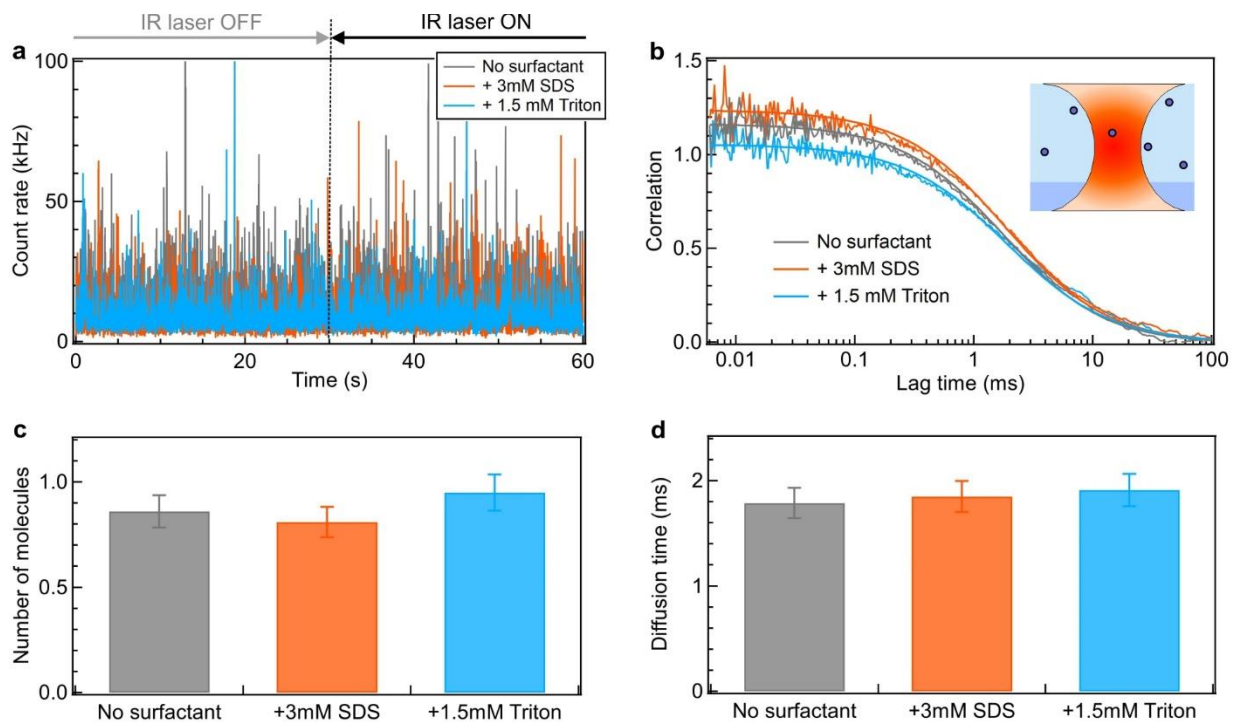 IR laser OFF
IR laser ON
a
100
50
0
Count rate (kHz)
No surfactant
+ 3mM SDS
+ 1.5 mM Triton
0
20
40
60
Time (s)
b
1.5
1.0
0.5
0.0
Correlation
No surfactant
+ 3mM SDS
+ 1.5 mM Triton
0.01
0.1
1
10
100
Lag time (ms)
c
1.0
0.5
0.0
Number of molecules
No surfactant
+3mM SDS
+1.5mM Triton
d
2
1
0
Diffusion time (ms)
No surfactant
+3mM SDS
+1.5mM Triton